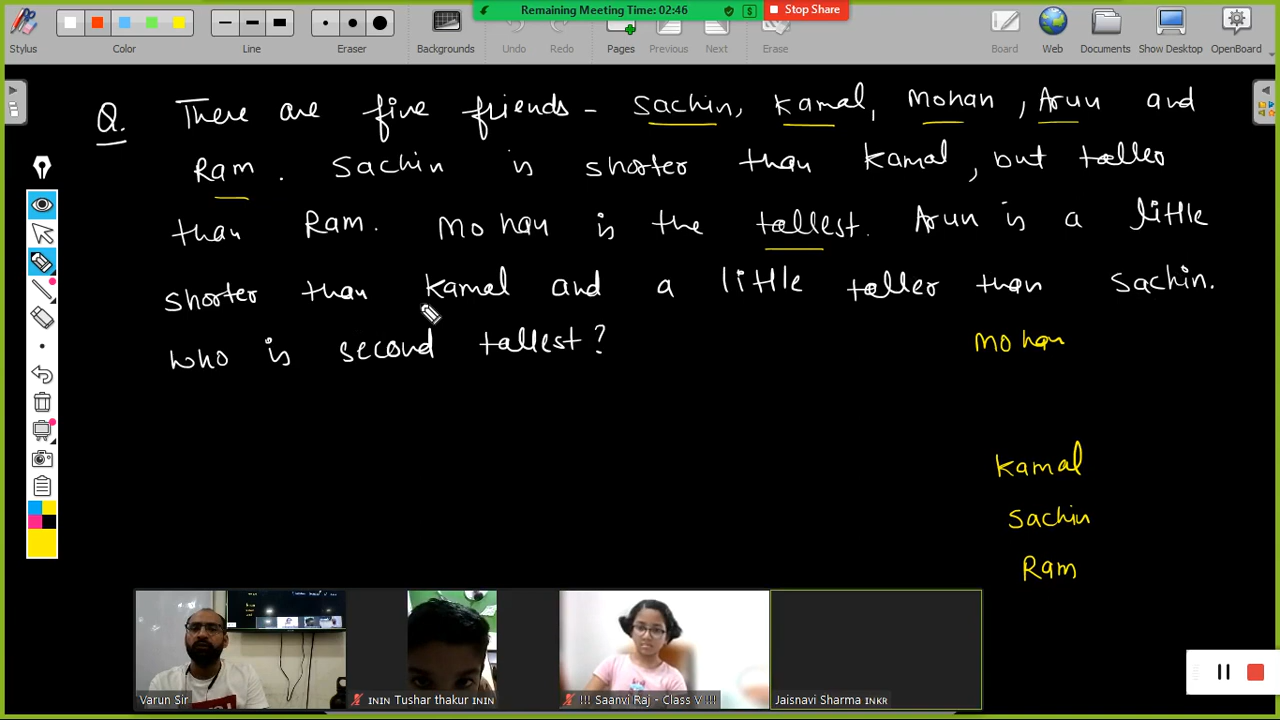 Remaining Meeting Time: 02:46
Stop Share
Stylus Color Line Eraser Backgrounds Undo Redo Pages Previous Next Erase Board Web Documents Show Desktop OpenBoard
Q. There are five friends - Sachin, Kamal, Mohan, Arun and
Ram. Sachin is shorter than Kamal, but taller
than Ram. Mohan is the tallest. Arun is a little
shorter than Kamal and a little taller than Sachin.
who is second tallest?
Mohan
Kamal
Sachin
Ram
Varun Sir
ININ Tushar thakur ININ
!!! Saanvi Raj - Class V !!!
Jaisnavi Sharma INKR